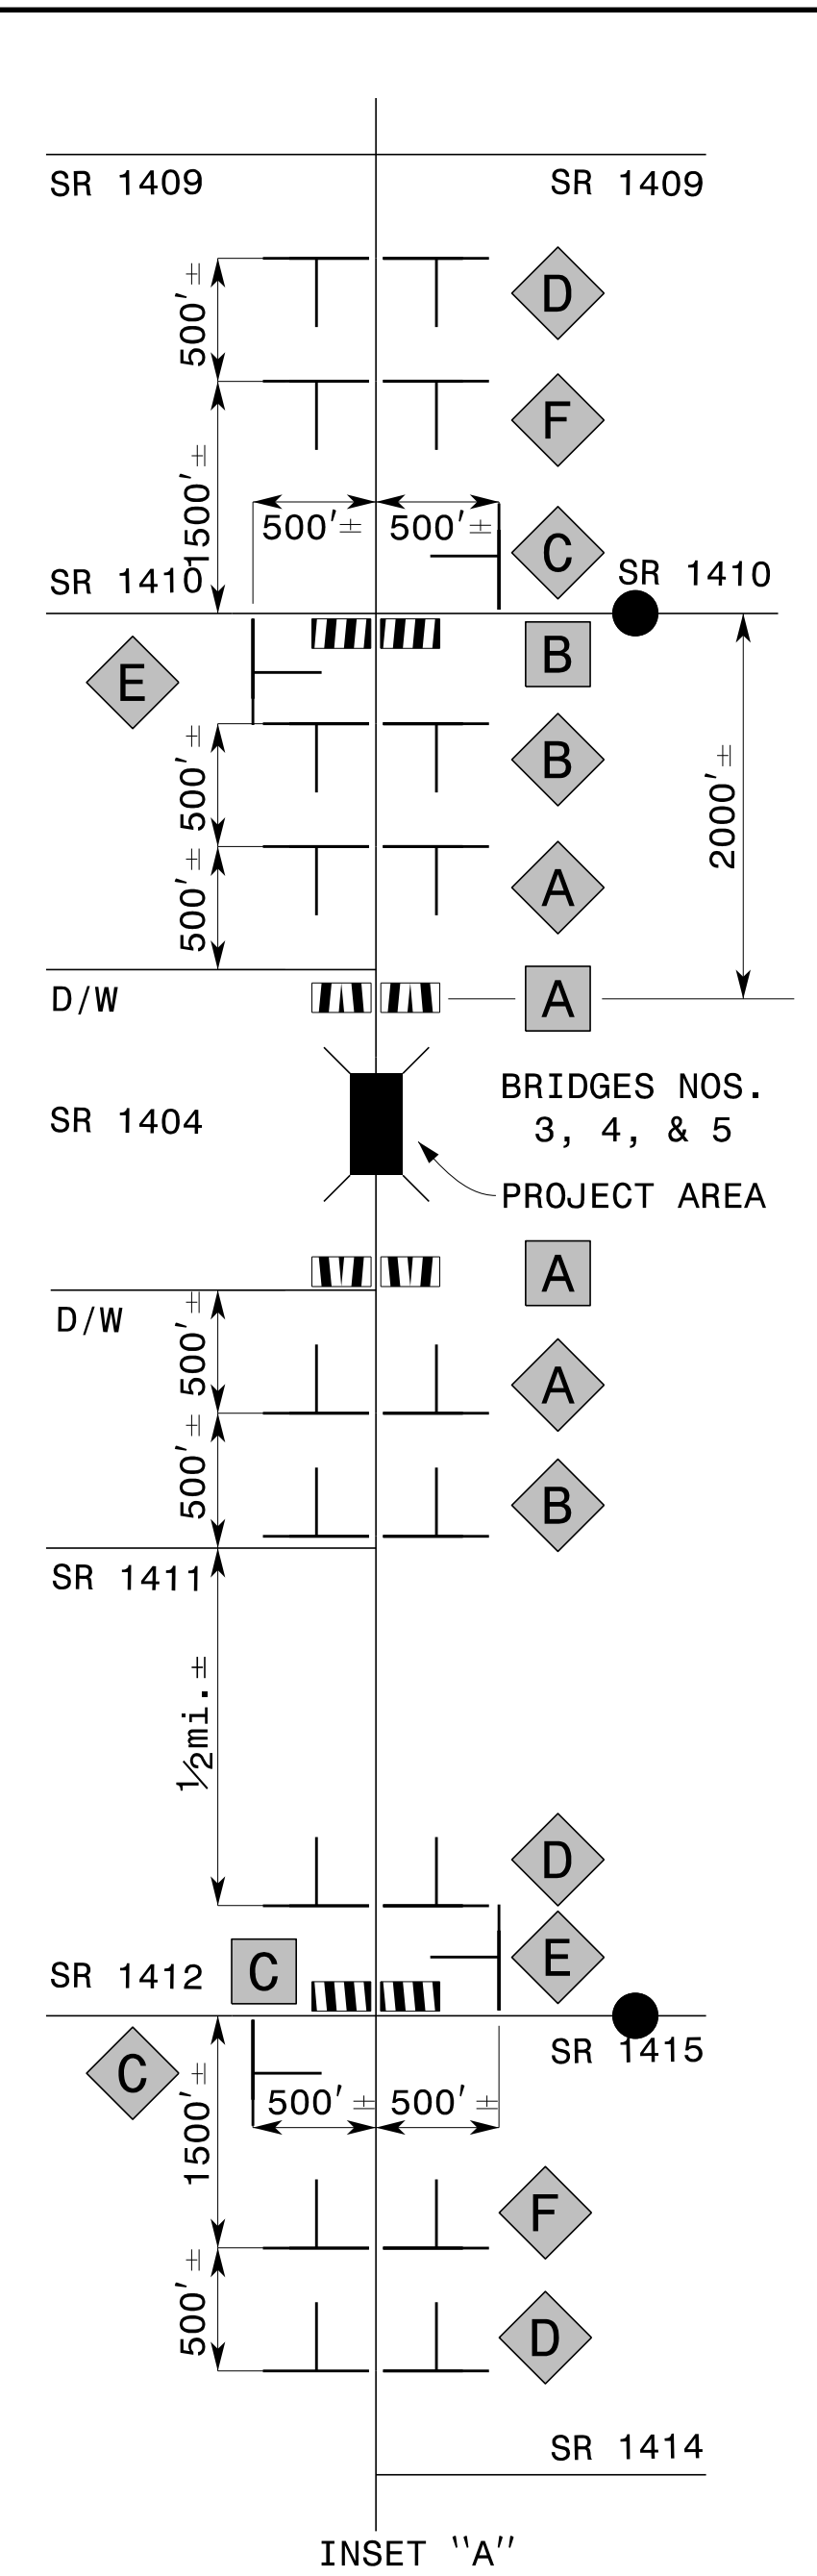 SR 1409 SR 1409
500'± D
F
1500'±
500'± 500'±
C
SR 1410 SR 1410
B
E
500'± B
2000'±
500'± A
D/W A
BRIDGES NOS.
SR 1404 3, 4, & 5
PROJECT AREA
A
D/W
500'±
A
500'± B
SR 1411
1/2mi.±
D
E
SR 1412 C
SR 1415
C
1500'±
500'± 500'±
F
500'±
D
SR 1414
INSET "A"